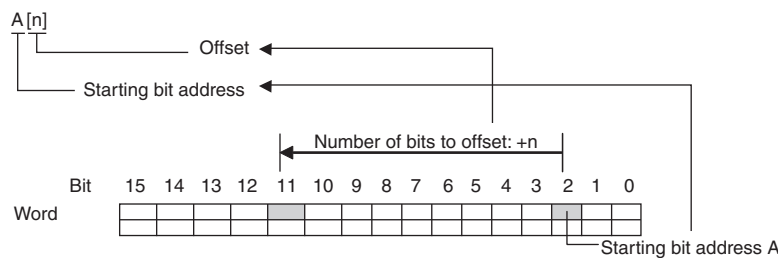 A[n]
Offset
Starting bit address
Number of bits to offset: +n
Bit 15 14 13 12 11 10 9 8 7 6 5 4 3 2 1 0
Word
Starting bit address A